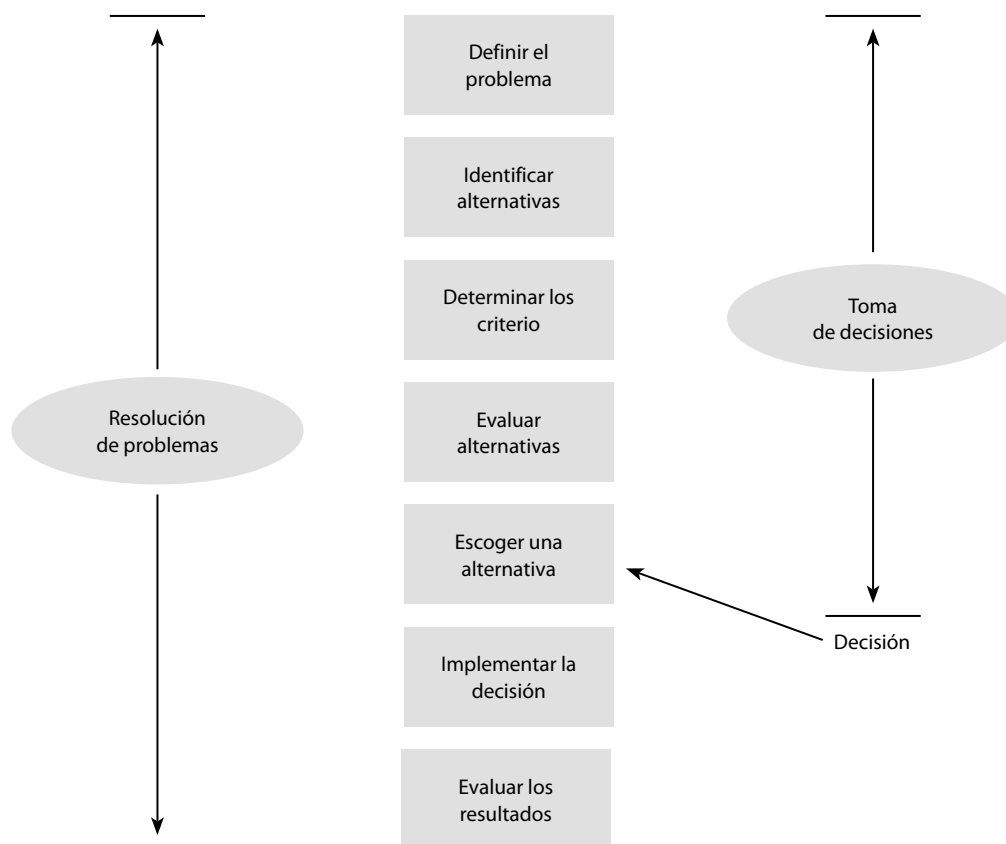 Definir el
problema
Identificar
alternativas
Determinar los
criterio
Toma
de decisiones
Evaluar
alternativas
Resolución
de problemas
Escoger una
alternativa
Decisión
Implementar la
decisión
Evaluar los
resultados